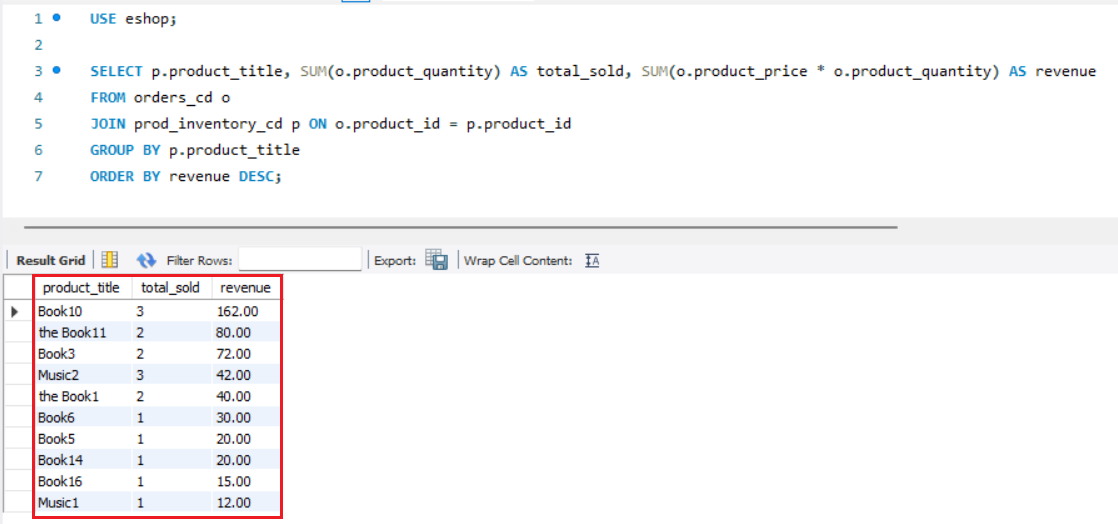 1 USE eshop;
2
3 SELECT p.product_title, SUM(o.product_quantity) AS total_sold, SUM(o.product_price * o.product_quantity) AS revenue
4 FROM orders_cd o
5 JOIN prod_inventory_cd p ON o.product_id = p.product_id
6 GROUP BY p.product_title
7 ORDER BY revenue DESC;
Result Grid Filter Rows: Export: Wrap Cell Content: IA
product_title total_sold revenue
Book10 3 162.00
the Book11 2 80.00
Book3 2 72.00
Music2 3 42.00
the Book1 2 40.00
Book6 1 30.00
Book5 1 20.00
Book14 1 20.00
Book16 1 15.00
Music1 1 12.00